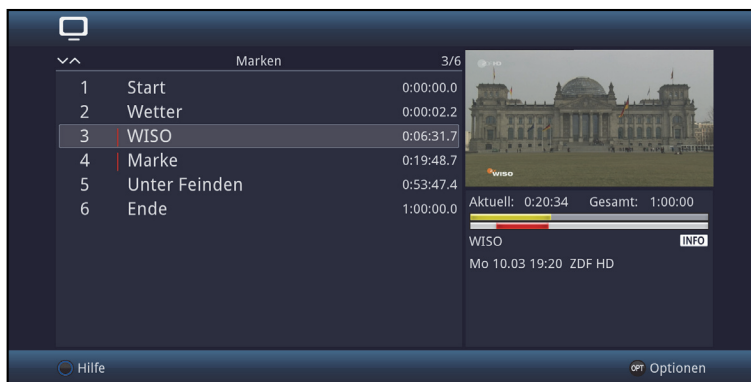 Marken 3/6
1 Start 0:00:00.0
2 Wetter 0:00:02.2
3 WISO 0:06:31.7
4 Marke 0:19:48.7
5 Unter Feinden 0:53:47.4
6 Ende 1:00:00.0
WISO
Aktuell: 0:20:34 Gesamt: 1:00:00
WISO INFO
Mo 10.03 19:20 ZDF HD
Hilfe
OPT Optionen